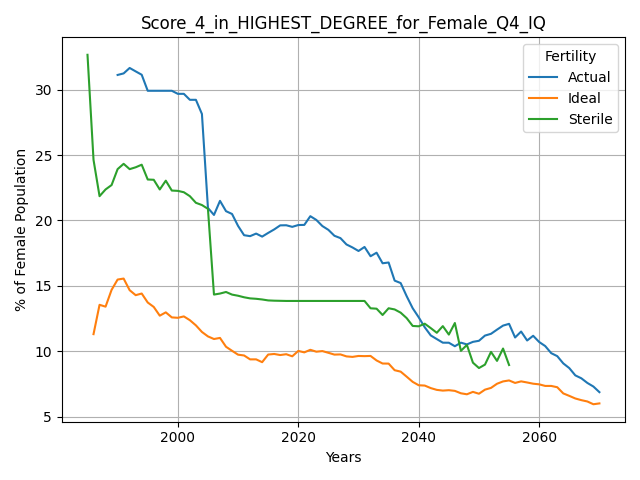 Score_4_in_HIGHEST_DEGREE_for_Female_Q4_IQ
Fertility
Actual
Ideal
Sterile
% of Female Population
30
25
20
15
10
5
2000
2020
2040
2060
Years